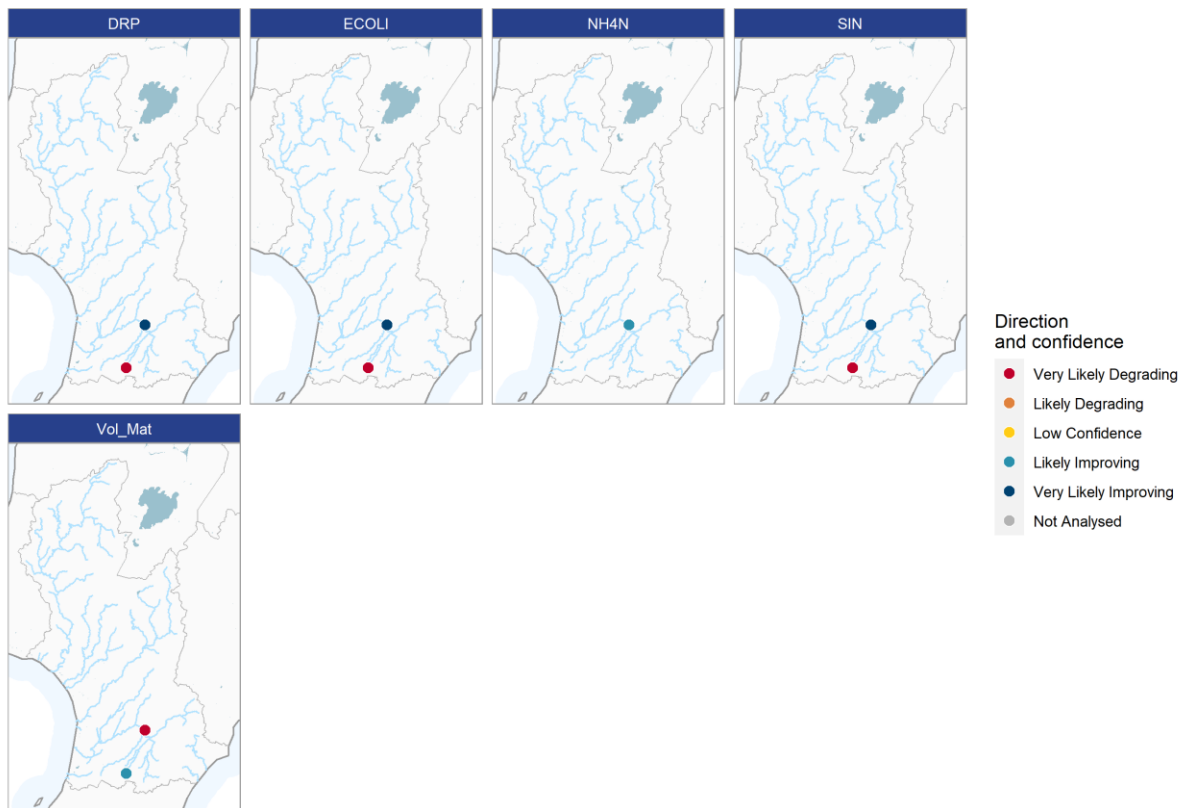 DRP
ECOLI
NH4N
SIN
Vol_Mat
Direction
and confidence
Very Likely Degrading
Likely Degrading
Low Confidence
Likely Improving
Very Likely Improving
Not Analysed